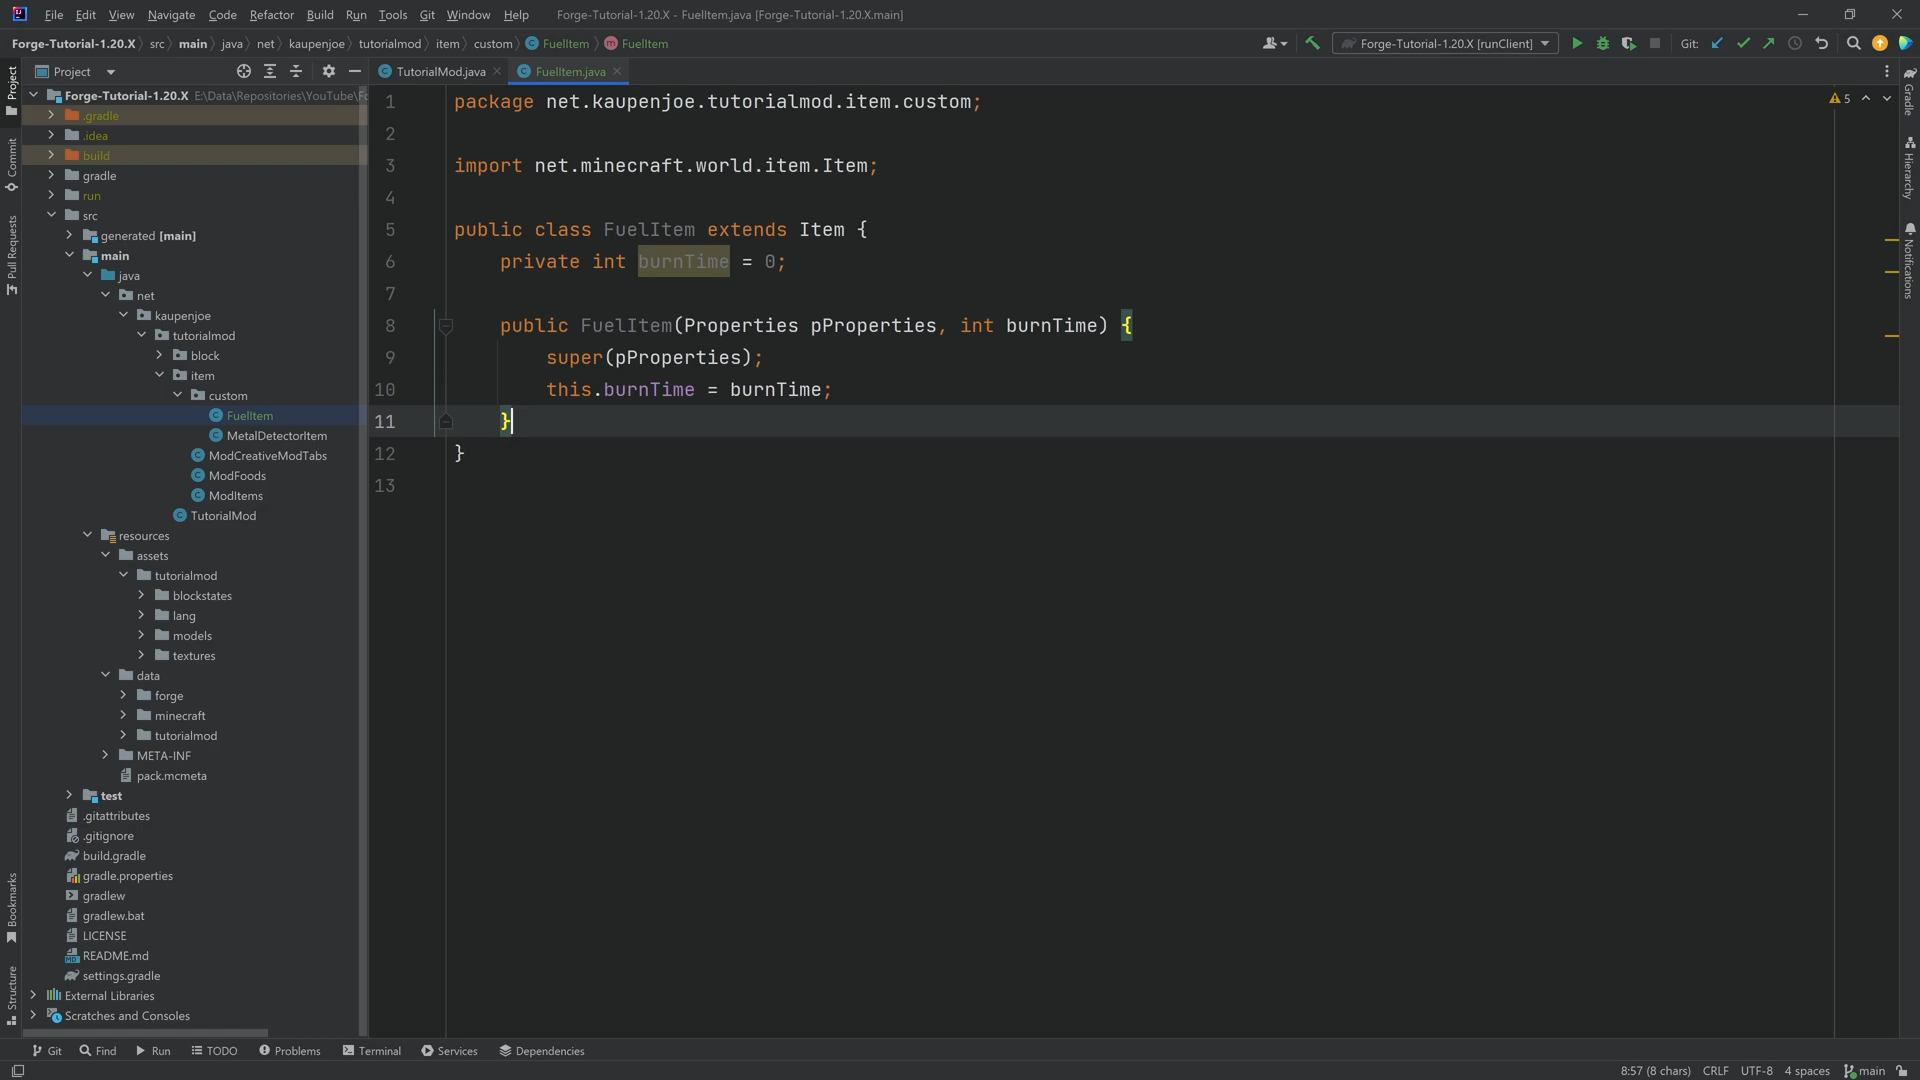 File Edit View Navigate Code Refactor Build Run Tools Git Window Help Forge-Tutorial-1.20.X - FuelItem.java [Forge-Tutorial-1.20.X.main]
Forge-Tutorial-1.20.X src main java net kaupenjoe tutorialmod item custom FuelItem FuelItem
Forge-Tutorial-1.20.X [runClient] Git:
Project
TutorialMod.java FuelItem.java
Project
Commit
Pull Requests
Bookmarks
Structure
Forge-Tutorial-1.20.X E:\Data\Repositories\YouTube\Fo
.gradle
.idea
build
gradle
run
src
generated [main]
main
java
net
kaupenjoe
tutorialmod
block
item
custom
FuelItem
MetalDetectorItem
ModCreativeModTabs
ModFoods
ModItems
TutorialMod
resources
assets
tutorialmod
blockstates
lang
models
textures
data
forge
minecraft
tutorialmod
META-INF
pack.mcmeta
test
.gitattributes
.gitignore
build.gradle
gradle.properties
gradlew
gradlew.bat
LICENSE
README.md
settings.gradle
External Libraries
Scratches and Consoles
1 package net.kaupenjoe.tutorialmod.item.custom;
2
3 import net.minecraft.world.item.Item;
4
5 public class FuelItem extends Item {
6 private int burnTime = 0;
7
8 public FuelItem(Properties pProperties, int burnTime) {
9 super(pProperties);
10 this.burnTime = burnTime;
11 }
12 }
13
5
Gradle
Hierarchy
Notifications
Git Find Run TODO Problems Terminal Services Dependencies
8:57 (8 chars) CRLF UTF-8 4 spaces main